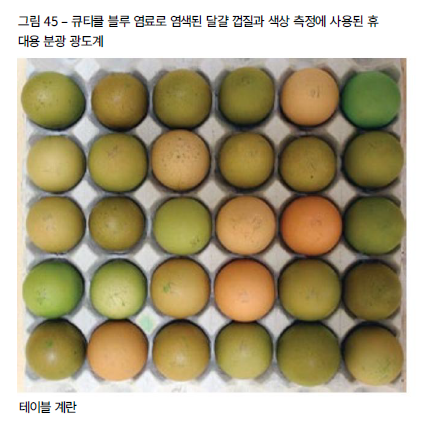 그림 45 – 큐티클 블루 염료로 염색된 달걀 껍질과 색상 측정에 사용된 휴
대용 분광 광도계
테이블 계란